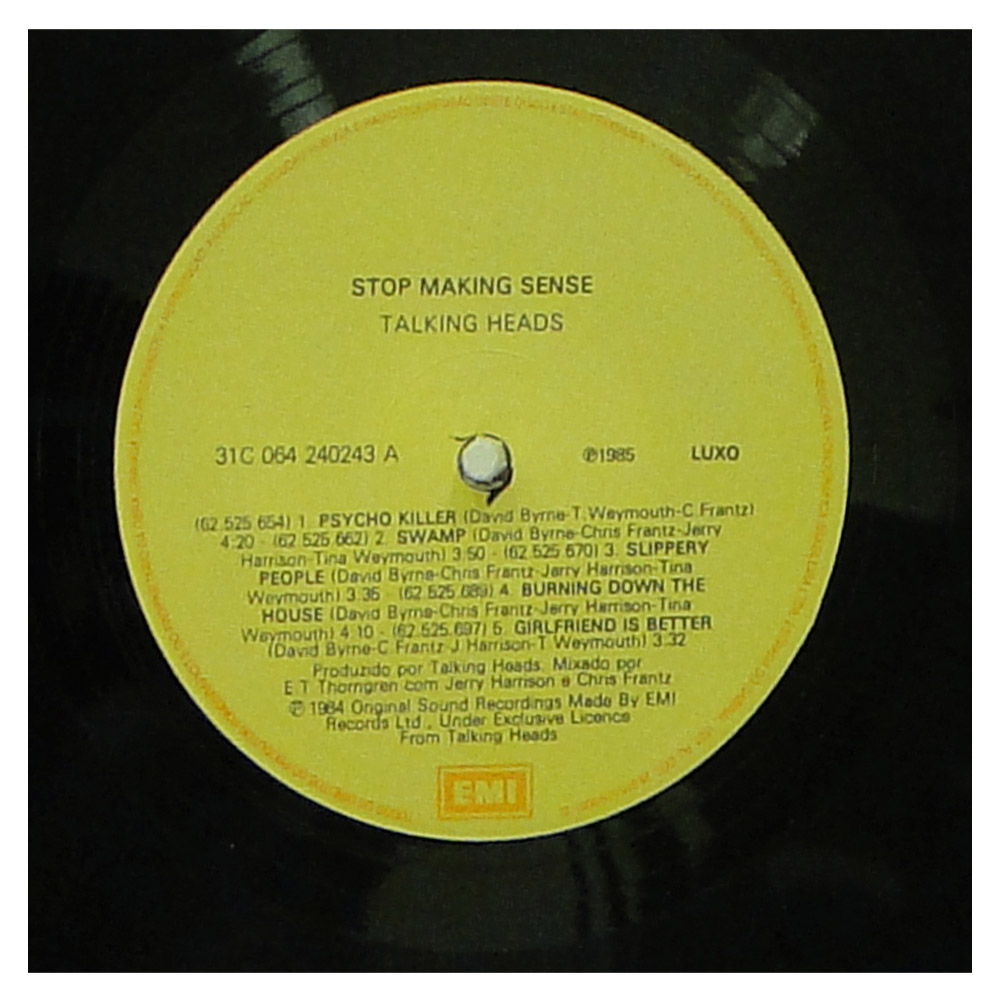 STOP MAKING SENSE
TALKING HEADS
31C 064 240243 A ℗1985 LUXO
(62 525 654) 1. PSYCHO KILLER (David Byrne-T. Weymouth-C Frantz)
4:20 - (62 525 662) 2. SWAMP (David Byrne-Chris Frantz-Jerry
Harrison-Tina Weymouth) 3:50 - (62 525 670) 3. SLIPPERY
PEOPLE (David Byrne-Chris Frantz-Jerry Harrison-Tina
Weymouth) 3.35 - (62.525.689) 4. BURNING DOWN THE
HOUSE (David Byrne-Chris Frantz-Jerry Harrison-Tina
Weymouth) 4.10 - (62.525.697) 5. GIRLFRIEND IS BETTER
(David Byrne-C. Frantz J. Harrison-T. Weymouth) 3.32
Produzido por Talking Heads. Mixado por
E.T. Thorngren com Jerry Harrison e Chris Frantz
℗ 1984 Original Sound Recordings Made By EMI
Records Ltd., Under Exclusive Licence
From Talking Heads
EMI